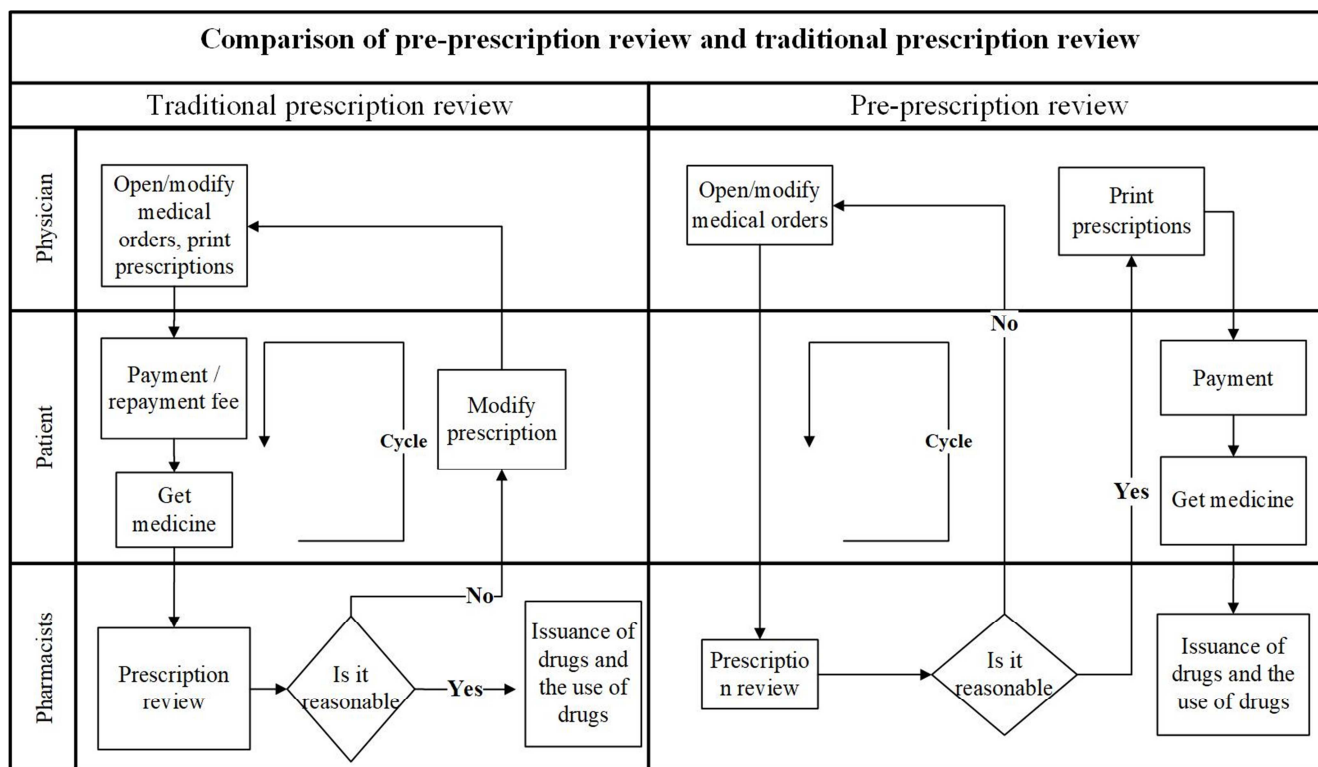 Comparison of pre-prescription review and traditional prescription review
Traditional prescription review
Pre-prescription review
Physician
Open/modify
medical
orders, print
prescriptions
Open/modify
medical orders
Print
prescriptions
Patient
Payment /
repayment fee
Get
medicine
Cycle
Modify
prescription
No
Cycle
Yes
Payment
Get medicine
Pharmacists
Prescription
review
Is it
reasonable
No
Yes
Issuance of
drugs and
the use of
drugs
Prescriptio
n review
Is it
reasonable
Issuance of
drugs and the
use of drugs